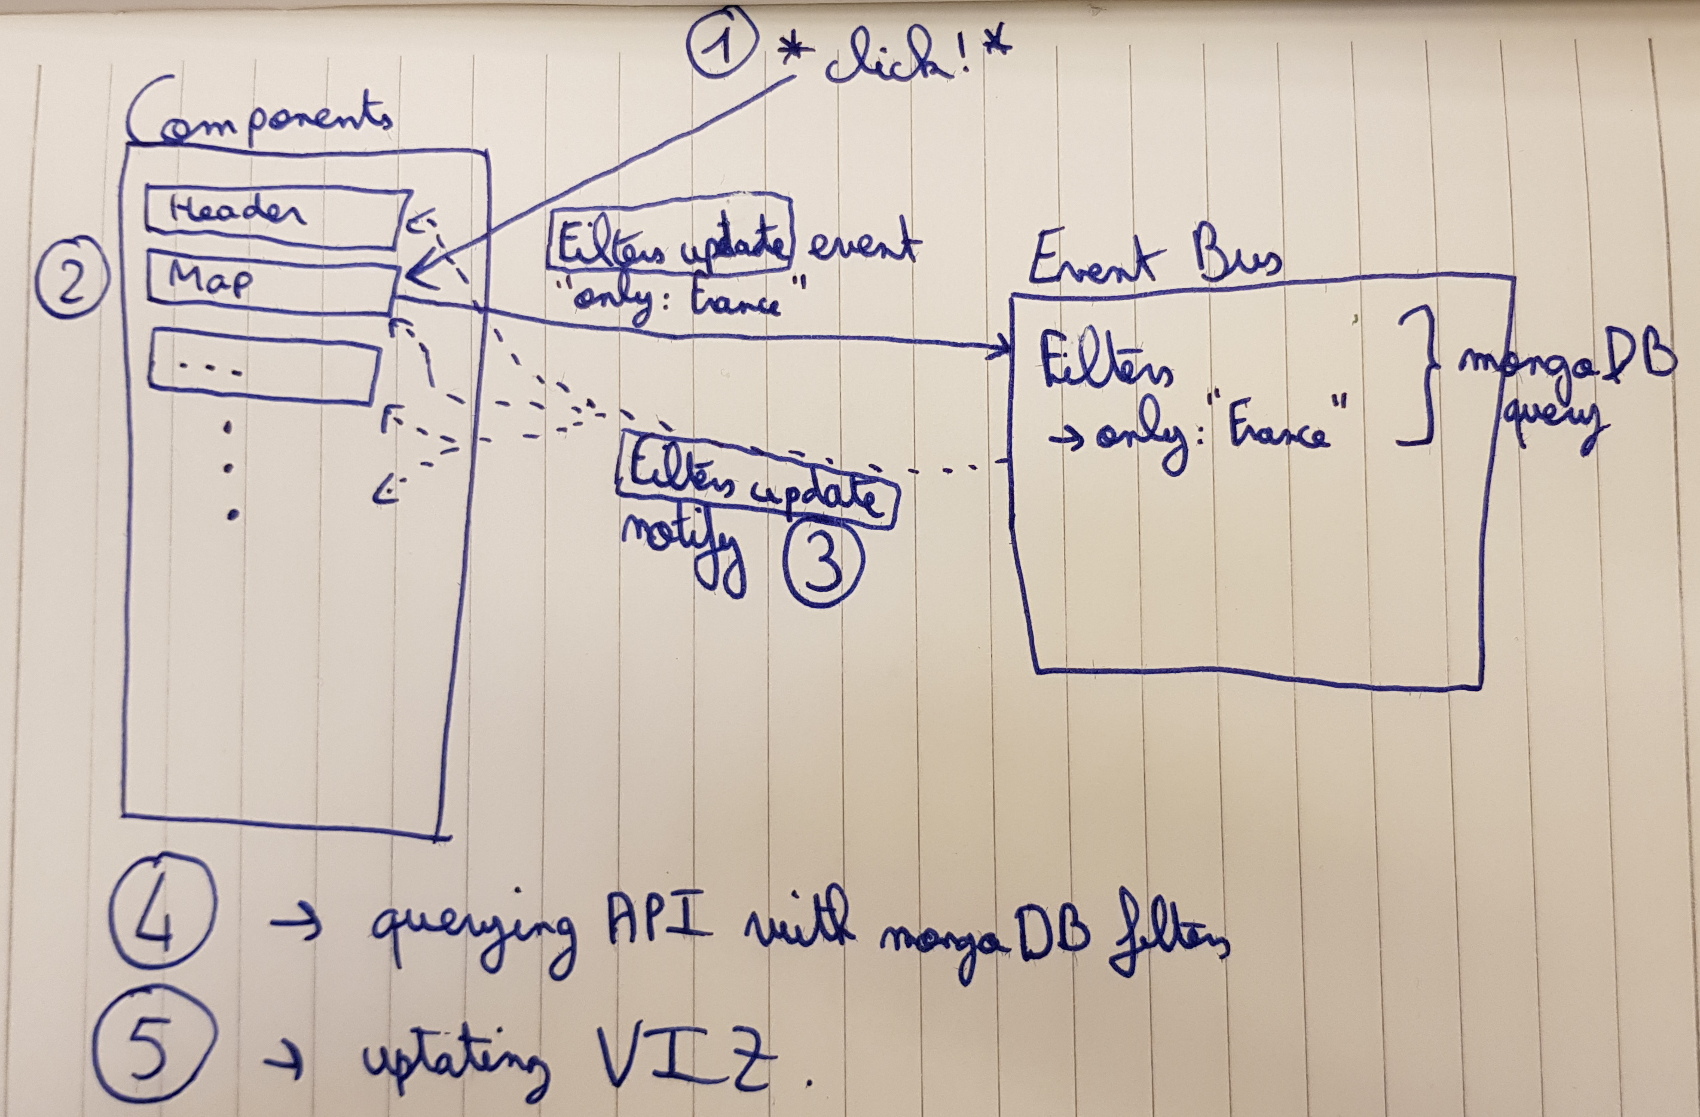 1 * click! *
Components
Header
Map
...
2
Filters update event
"only: France"
Event Bus
Filters
→ only: "France"
mongoDB
query
Filters update
notify 3
4 → querying API with mongoDB filters
5 → uptating VIZ.